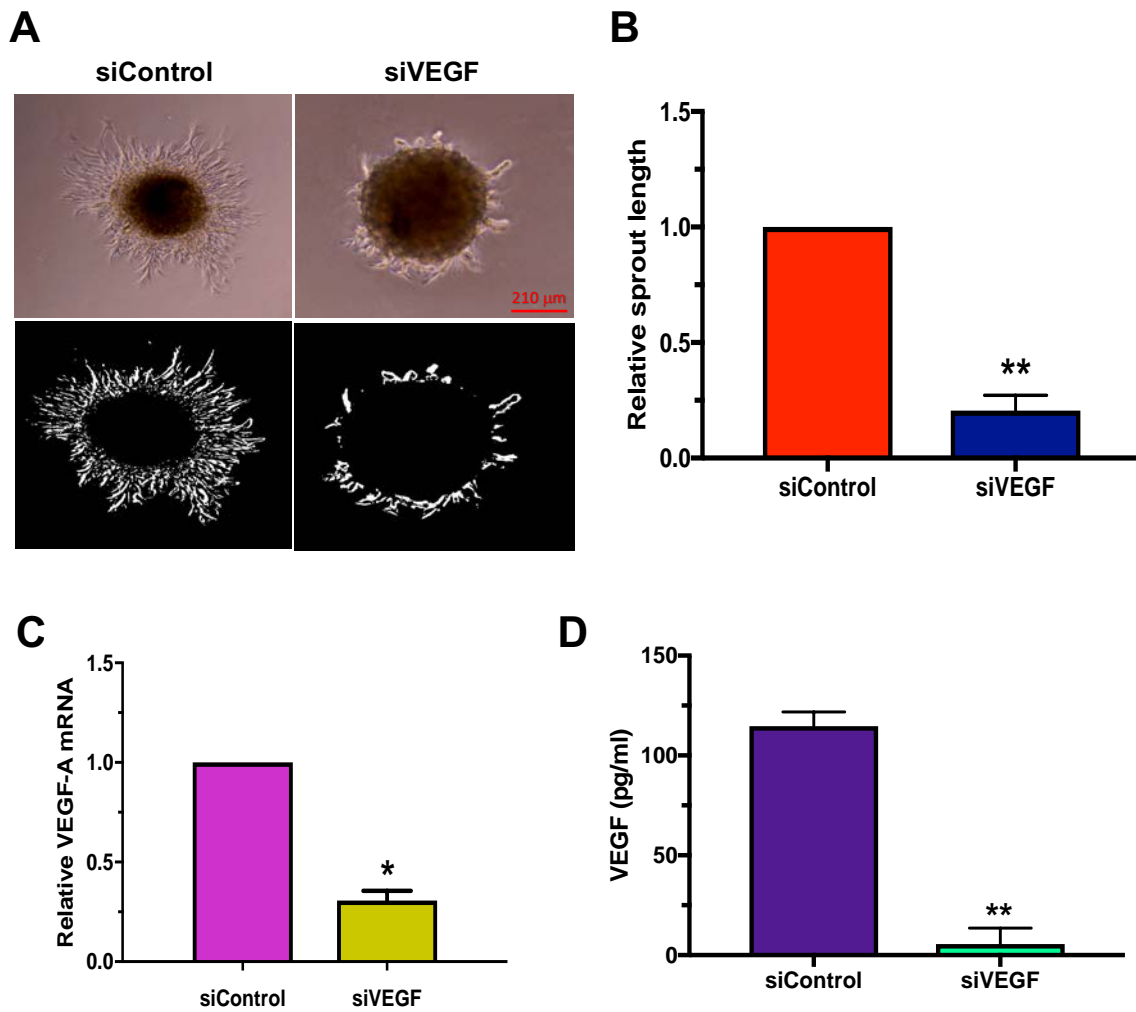 A
siControl
siVEGF
210 μm
B
Relative sprout length
1.5
1.0
0.5
0.0
**
siControl
siVEGF
C
Relative VEGF-A mRNA
1.5
1.0
0.5
0.0
*
siControl
siVEGF
D
VEGF (pg/ml)
150
100
50
0
**
siControl
siVEGF